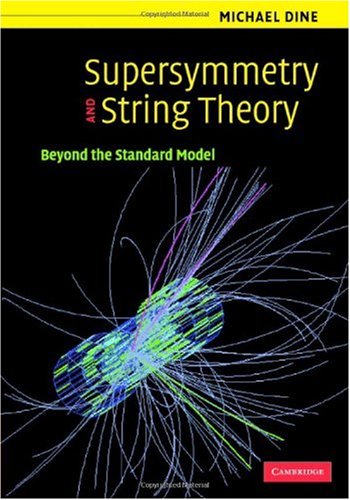 MICHAEL DINE
Supersymmetry
AND String Theory
Beyond the Standard Model
CAMBRIDGE